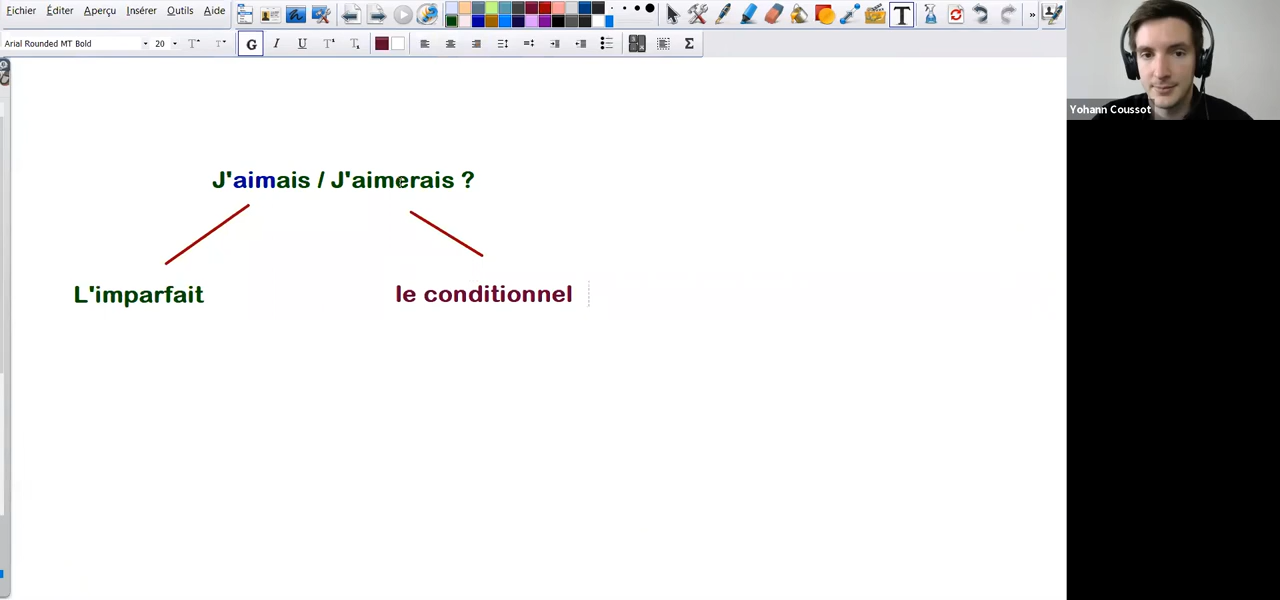 Fichier Éditer Aperçu Insérer Outils Aide
»
Arial Rounded MT Bold 20 T T G I U T T Σ
Yohann Coussot
J'aimais / J'aimerais ?
L'imparfait le conditionnel